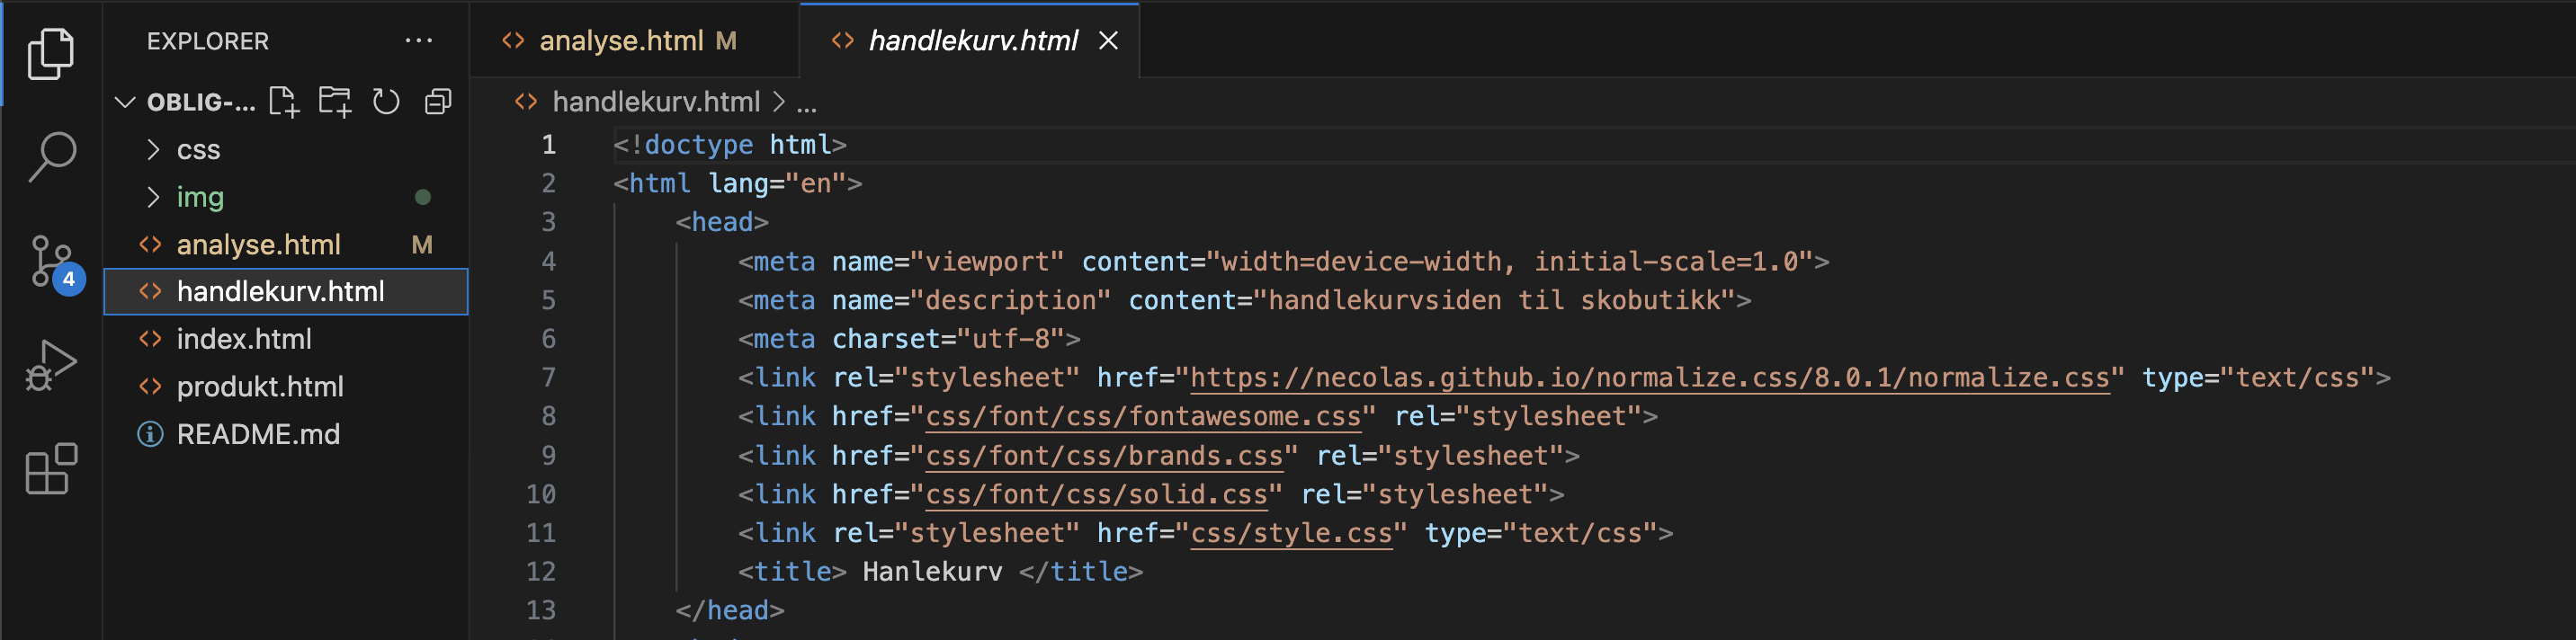 EXPLORER ...
OBLIG-...
css
img
analyse.html M
handlekurv.html
index.html
produkt.html
README.md
4
analyse.html M
handlekurv.html
handlekurv.html > ...
1 <!doctype html>
2 <html lang="en">
3 <head>
4 <meta name="viewport" content="width=device-width, initial-scale=1.0">
5 <meta name="description" content="handlekurvsiden til skobutikk">
6 <meta charset="utf-8">
7 <link rel="stylesheet" href="https://necolas.github.io/normalize.css/8.0.1/normalize.css" type="text/css">
8 <link href="css/font/css/fontawesome.css" rel="stylesheet">
9 <link href="css/font/css/brands.css" rel="stylesheet">
10 <link href="css/font/css/solid.css" rel="stylesheet">
11 <link rel="stylesheet" href="css/style.css" type="text/css">
12 <title> Hanlekurv </title>
13 </head>